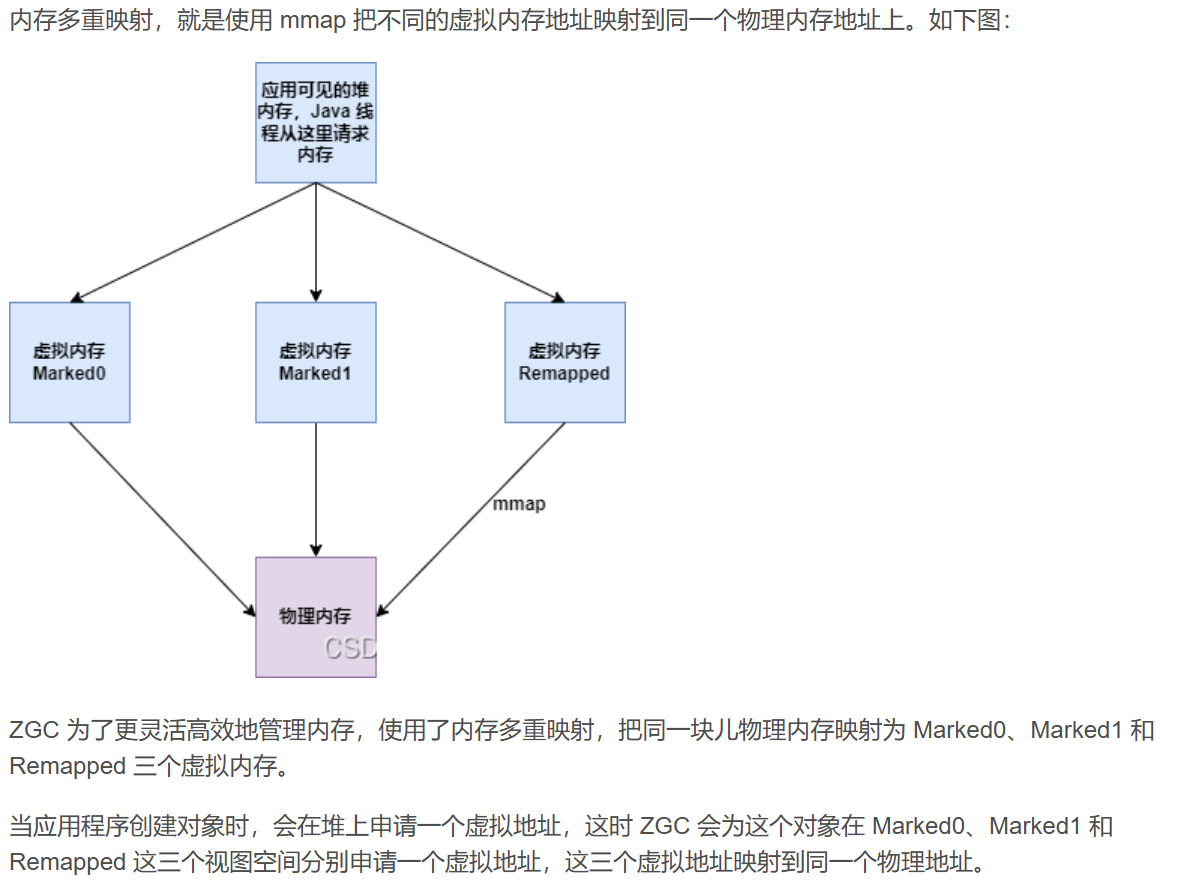 内存多重映射，就是使用 mmap 把不同的虚拟内存地址映射到同一个物理内存地址上。如下图：
应用可见的堆
内存，Java 线
程从这里请求
内存
虚拟内存
Marked0
虚拟内存
Marked1
虚拟内存
Remapped
mmap
物理内存
CSD
ZGC 为了更灵活高效地管理内存，使用了内存多重映射，把同一块儿物理内存映射为 Marked0、Marked1 和
Remapped 三个虚拟内存。
当应用程序创建对象时，会在堆上申请一个虚拟地址，这时 ZGC 会为这个对象在 Marked0、Marked1 和
Remapped 这三个视图空间分别申请一个虚拟地址，这三个虚拟地址映射到同一个物理地址。